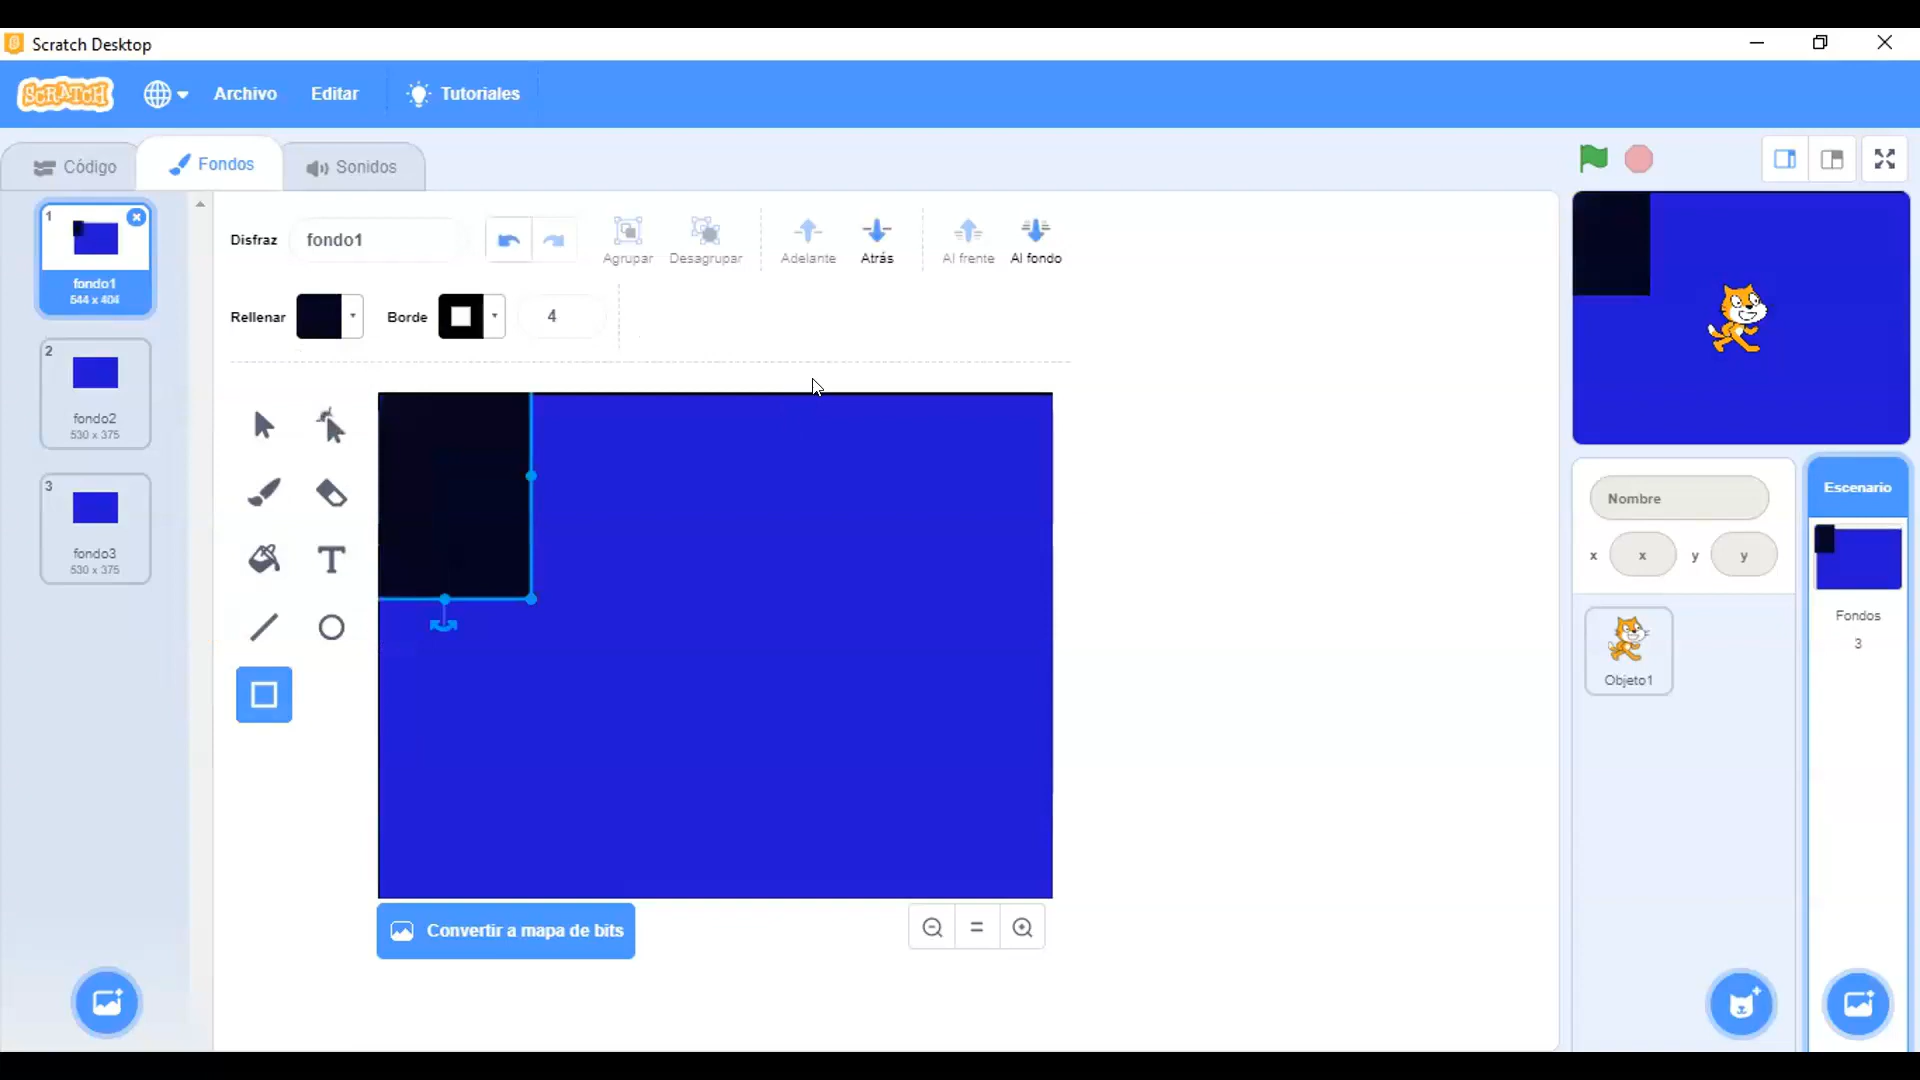 Scratch Desktop
SCRATCH
Archivo
Editar
Tutoriales
Código
Fondos
Sonidos
1
fondo1
544 x 404
2
fondo2
530 x 375
3
fondo3
530 x 375
Disfraz
fondo1
Agrupar
Desagrupar
Adelante
Atrás
Al frente
Al fondo
Rellenar
Borde
4
Convertir a mapa de bits
Nombre
x
x
y
y
Objeto1
Escenario
Fondos
3